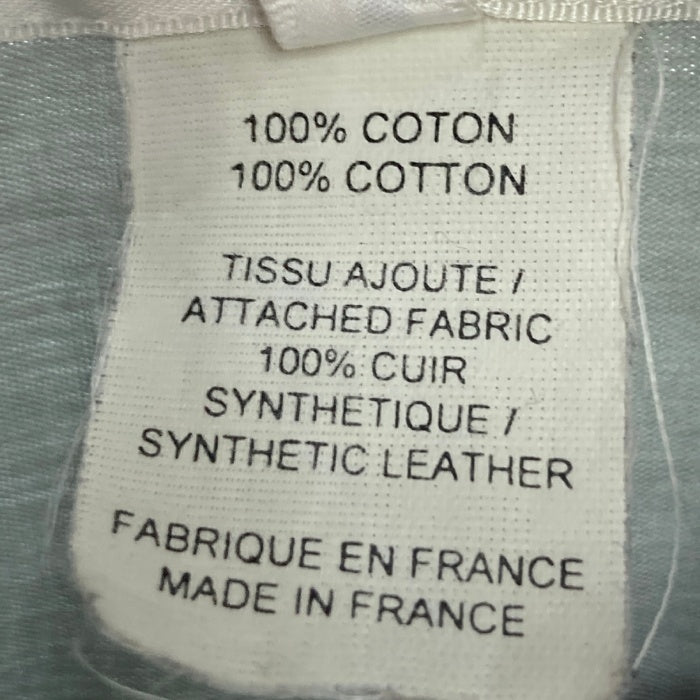 100% COTON
100% COTTON
TISSU AJOUTE /
ATTACHED FABRIC
100% CUIR
SYNTHETIQUE /
SYNTHETIC LEATHER
FABRIQUE EN FRANCE
MADE IN FRANCE